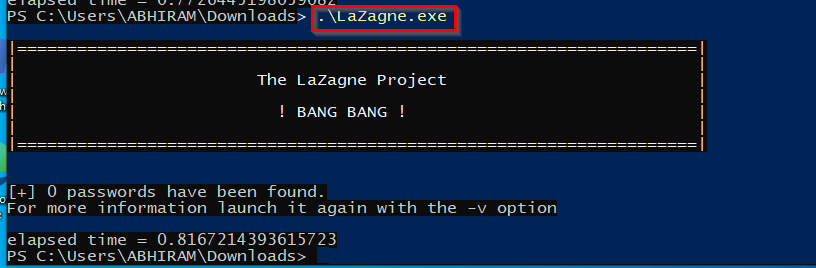 elapsed time = 0.7726445198059082
PS C:\Users\ABHIRAM\Downloads> .\LaZagne.exe
|====================================================================|
The LaZagne Project
! BANG BANG !
|====================================================================|
[+] 0 passwords have been found.
For more information launch it again with the -v option
elapsed time = 0.8167214393615723
PS C:\Users\ABHIRAM\Downloads>